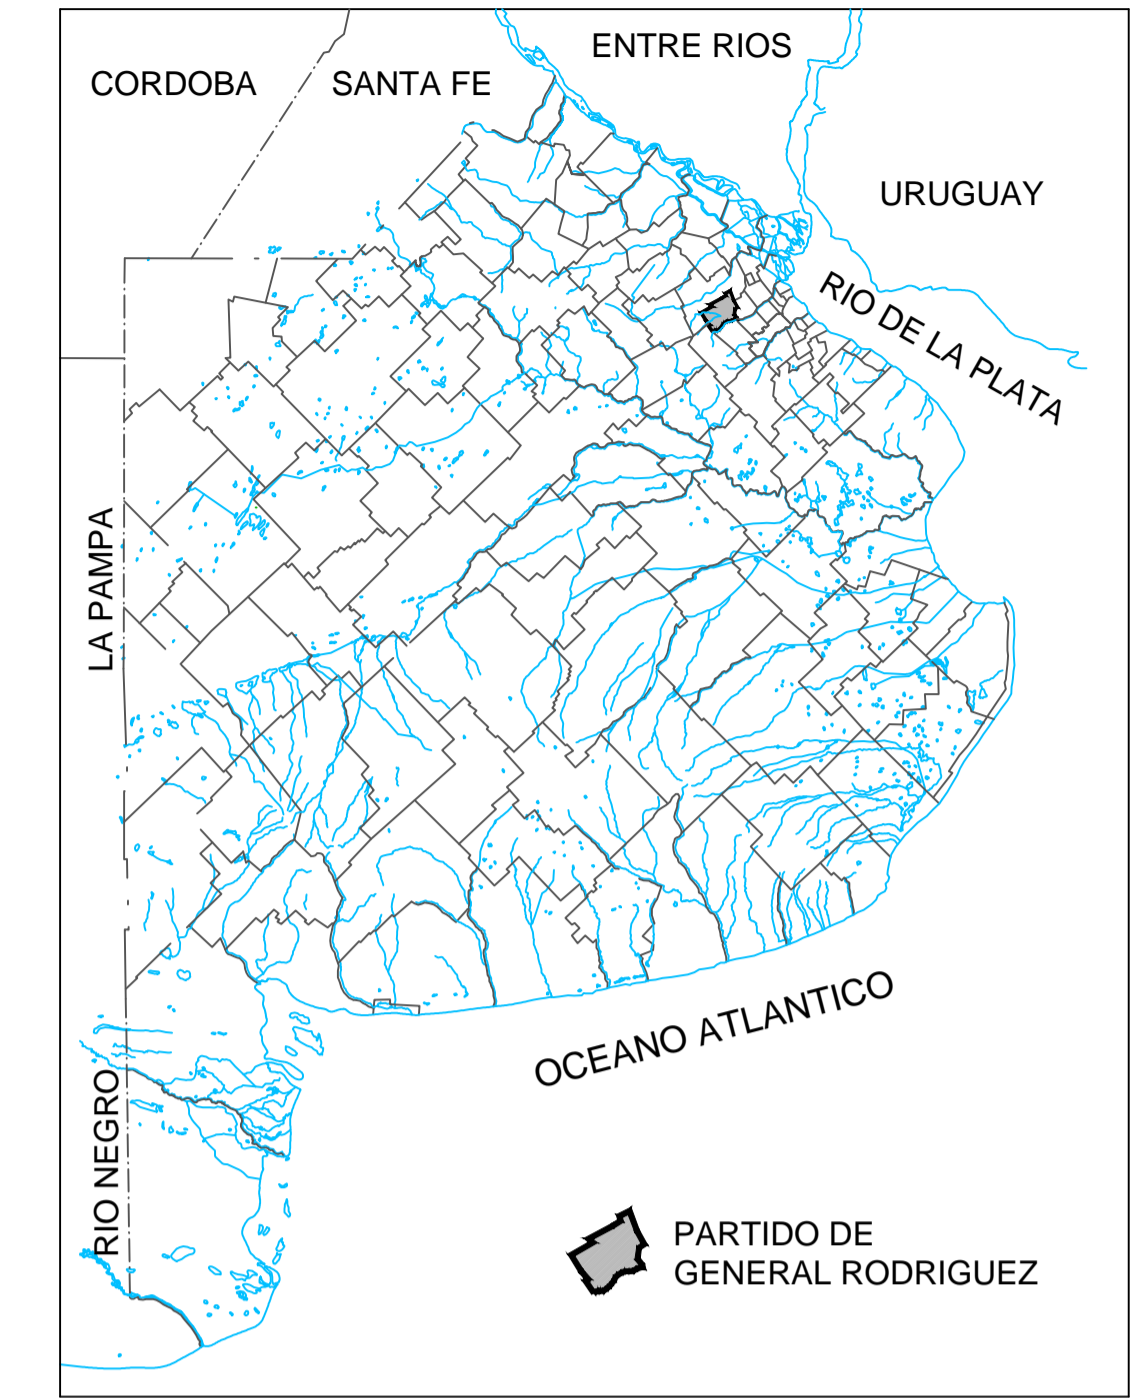 ENTRE RIOS
CORDOBA
SANTA FE
URUGUAY
RIO DE LA PLATA
LA PAMPA
OCEANO ATLANTICO
RIO NEGRO
PARTIDO DE
GENERAL RODRIGUEZ